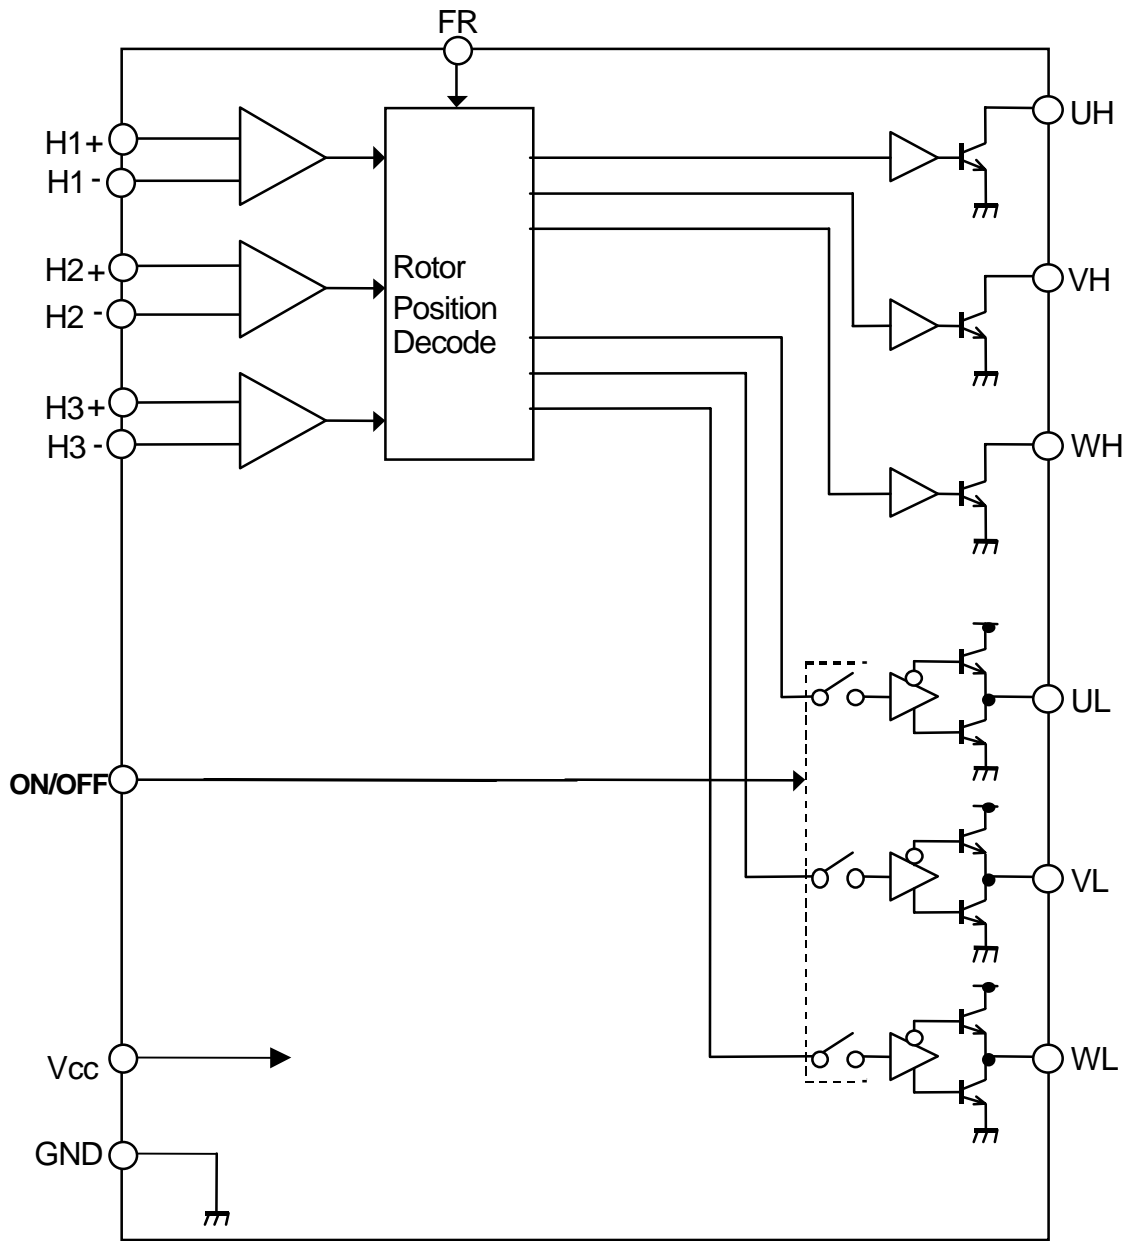 FR
H1+
H1 -
H2+
H2 -
H3+
H3 -
Rotor
Position
Decode
UH
VH
WH
UL
ON/OFF
VL
Vcc
WL
GND